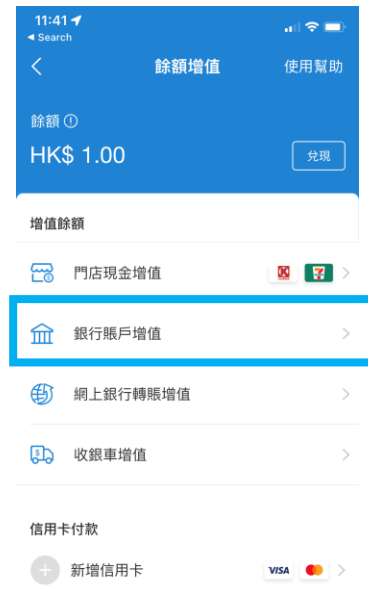 11:41
◀ Search
餘額增值
使用幫助
餘額
HK$ 1.00
兌現
增值餘額
門店現金增值
銀行賬戶增值
網上銀行轉賬增值
收銀車增值
信用卡付款
新增信用卡
VISA